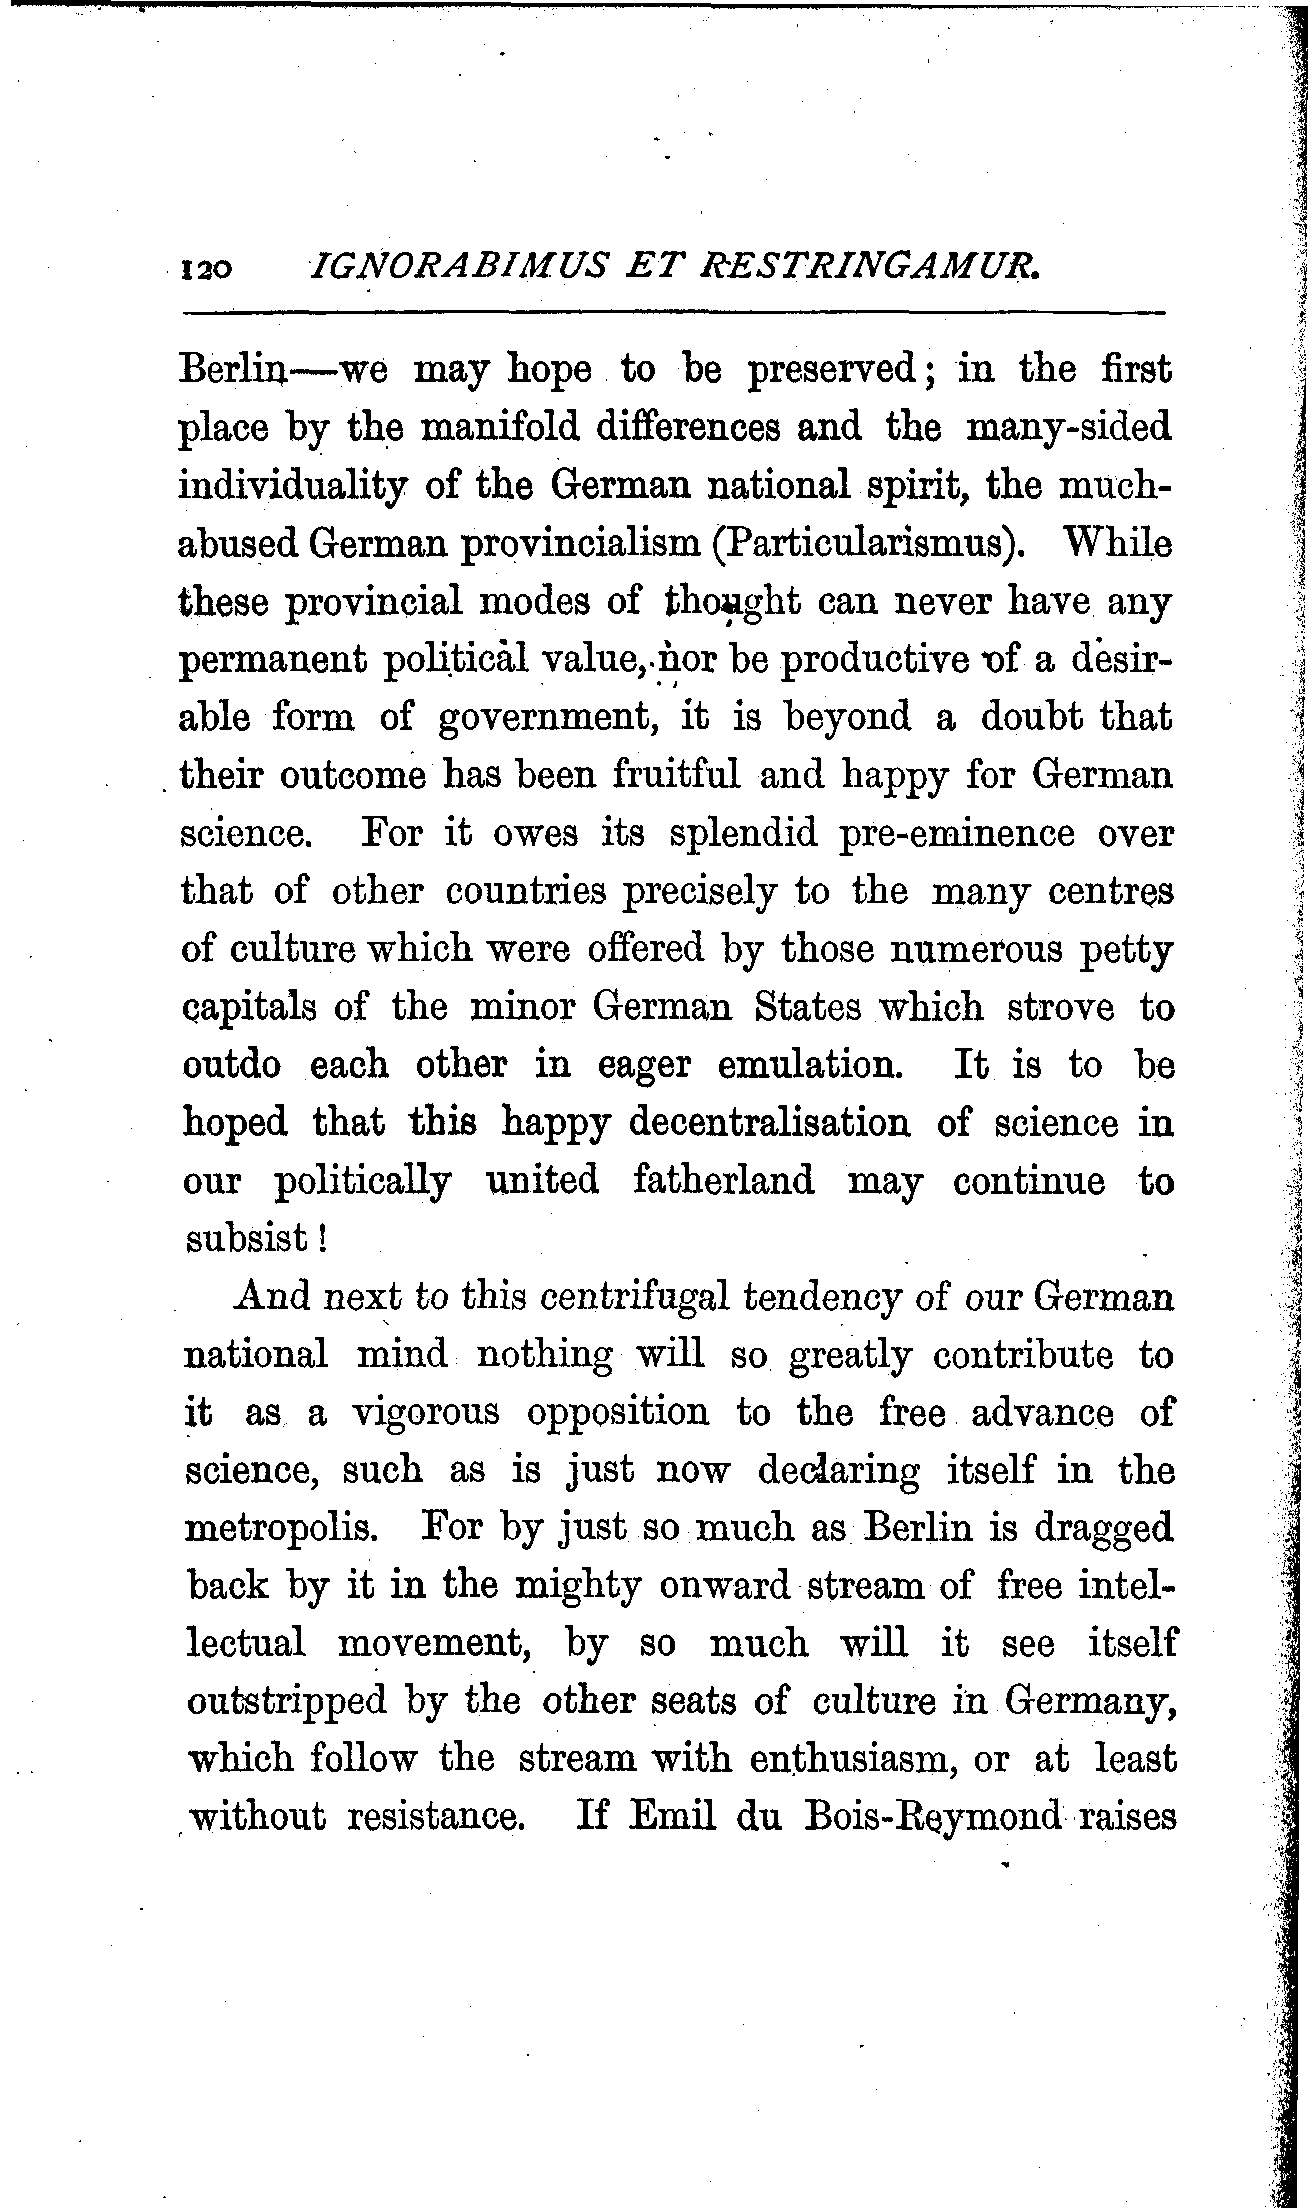 120 IGNORABIMUS ET RESTRINGAMUR.
Berlin—we may hope to be preserved; in the first
place by the manifold differences and the many-sided
individuality of the German national spirit, the much-
abused German provincialism (Particularismus). While
these provincial modes of thought can never have any
permanent political value, nor be productive of a desir-
able form of government, it is beyond a doubt that
their outcome has been fruitful and happy for German
science. For it owes its splendid pre-eminence over
that of other countries precisely to the many centres
of culture which were offered by those numerous petty
capitals of the minor German States which strove to
outdo each other in eager emulation. It is to be
hoped that this happy decentralisation of science in
our politically united fatherland may continue to
subsist!
And next to this centrifugal tendency of our German
national mind nothing will so greatly contribute to
it as a vigorous opposition to the free advance of
science, such as is just now declaring itself in the
metropolis. For by just so much as Berlin is dragged
back by it in the mighty onward stream of free intel-
lectual movement, by so much will it see itself
outstripped by the other seats of culture in Germany,
which follow the stream with enthusiasm, or at least
without resistance. If Emil du Bois-Reymond raises